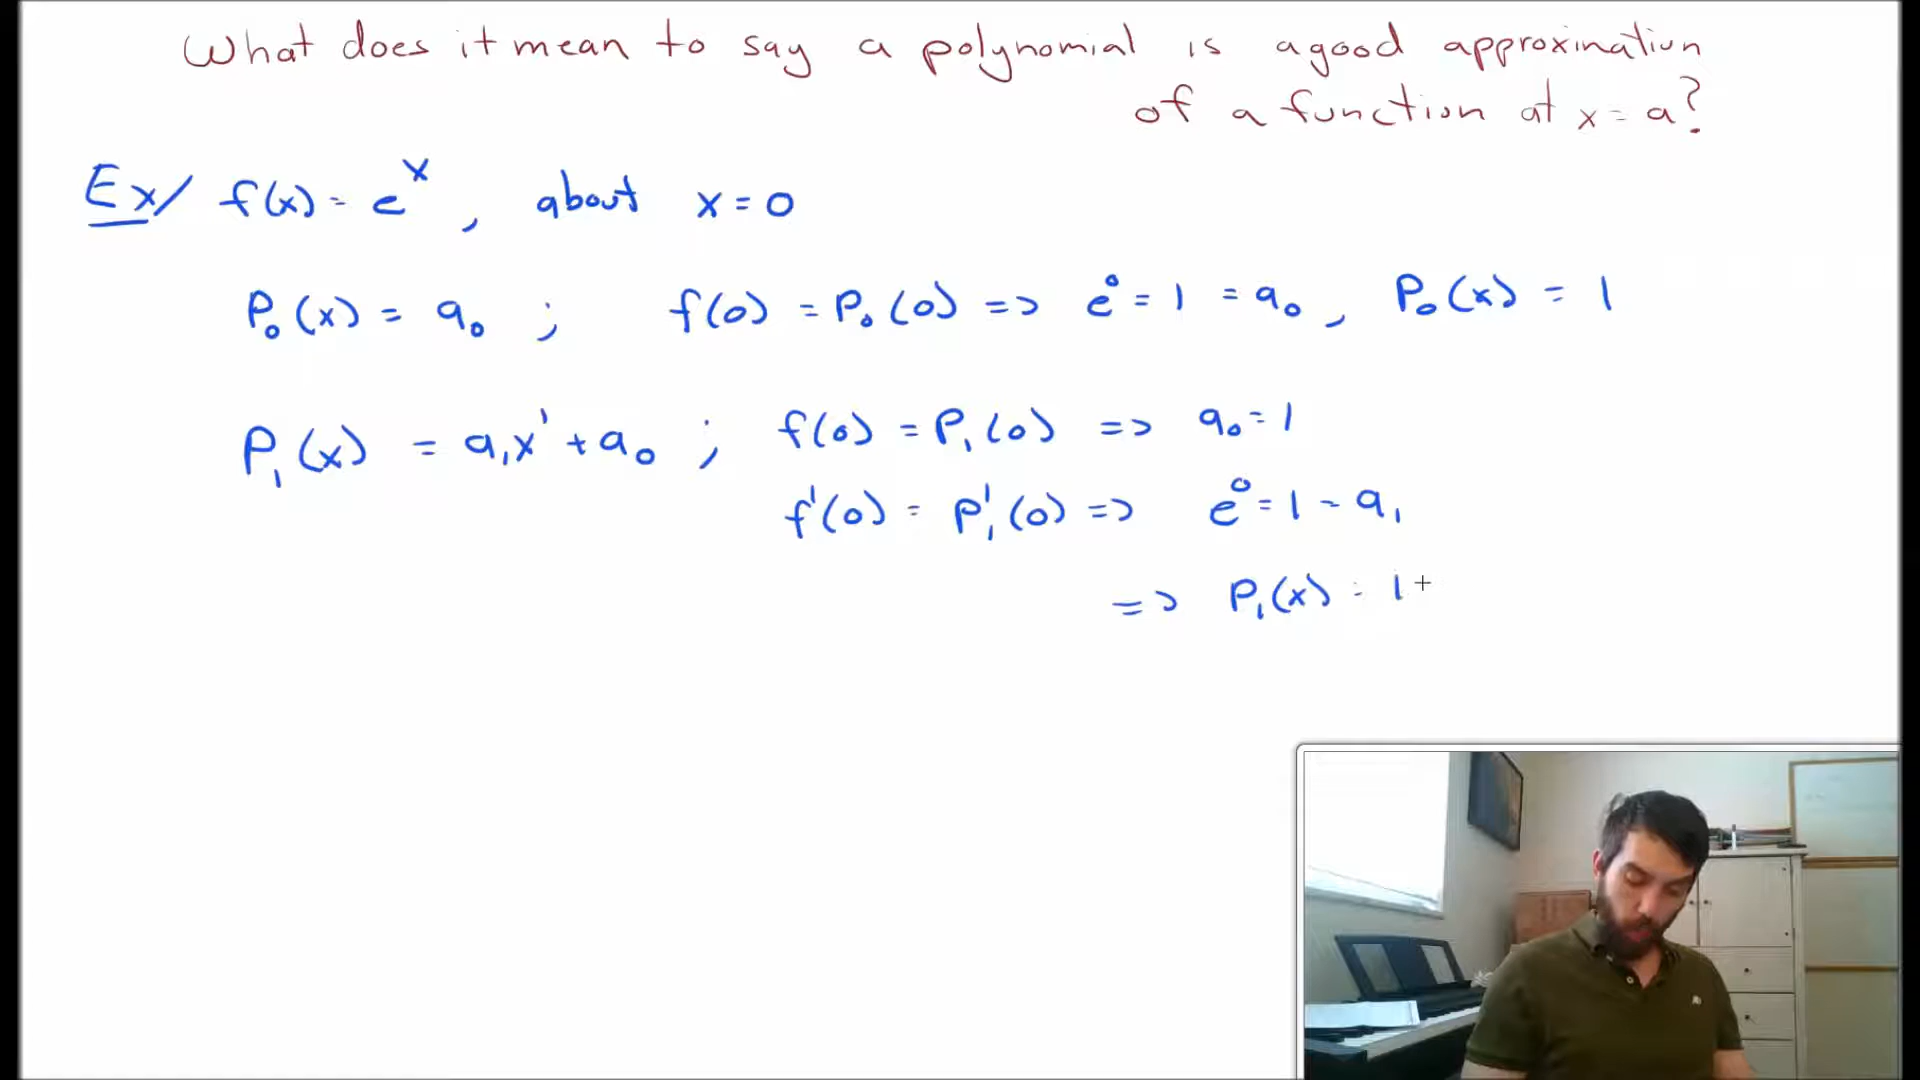 What does it mean to say a polynomial is a good approximation
of a function at x = a?
Ex/ f(x) = eˣ, about x = 0
P₀(x) = a₀ ; f(0) = P₀(0) => e⁰ = 1 = a₀, P₀(x) = 1
P₁(x) = a₁x¹ + a₀ ; f(0) = P₁(0) => a₀ = 1
f'(0) = P₁'(0) => e⁰ = 1 = a₁
=> P₁(x) = 1 +